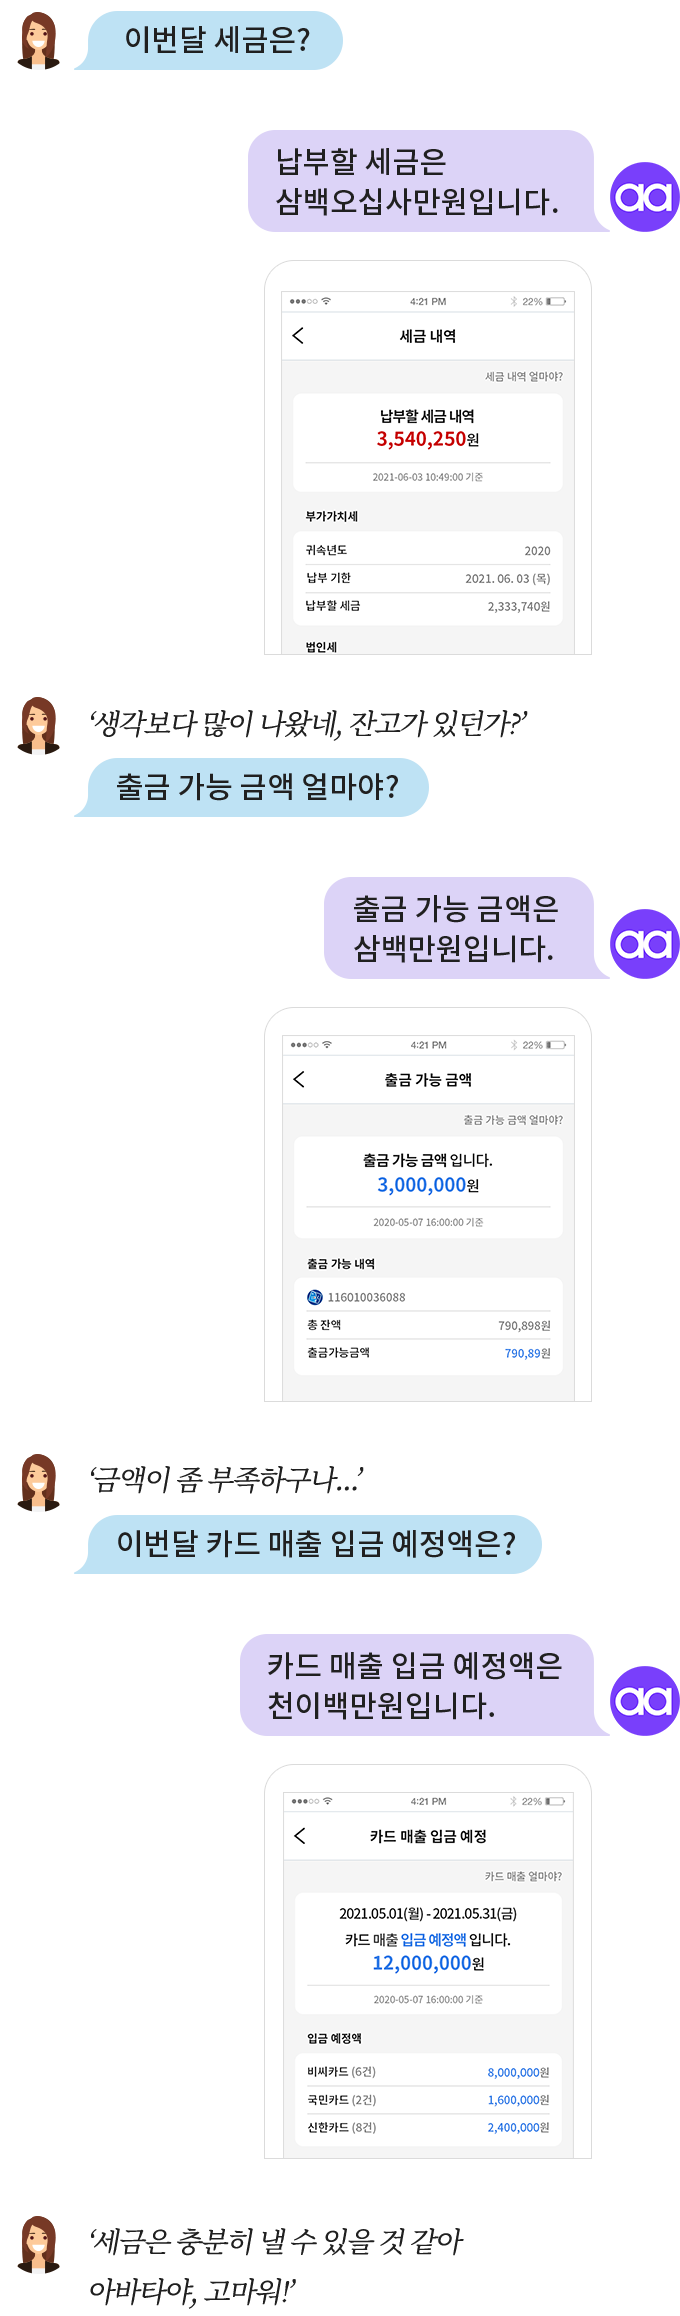 이번달 세금은?
납부할 세금은
삼백오십사만원입니다.
aa
4:21 PM 22%
세금 내역
세금 내역 얼마야?
납부할 세금 내역
3,540,250원
2021-06-03 10:49:00 기준
부가가치세
귀속년도 2020
납부 기한 2021. 06. 03 (목)
납부할 세금 2,333,740원
법인세
‘생각보다 많이 나왔네, 잔고가 있던가?’
출금 가능 금액 얼마야?
출금 가능 금액은
삼백만원입니다.
aa
4:21 PM 22%
출금 가능 금액
출금 가능 금액 얼마야?
출금 가능 금액 입니다.
3,000,000원
2020-05-07 16:00:00 기준
출금 가능 내역
116010036088
총 잔액 790,898원
출금가능금액 790,89원
‘금액이 좀 부족하구나...’
이번달 카드 매출 입금 예정액은?
카드 매출 입금 예정액은
천이백만원입니다.
aa
4:21 PM 22%
카드 매출 입금 예정
카드 매출 얼마야?
2021.05.01(월) - 2021.05.31(금)
카드 매출 입금 예정액 입니다.
12,000,000원
2020-05-07 16:00:00 기준
입금 예정액
비씨카드 (6건) 8,000,000원
국민카드 (2건) 1,600,000원
신한카드 (8건) 2,400,000원
‘세금은 충분히 낼 수 있을 것 같아
아바타야, 고마워!’